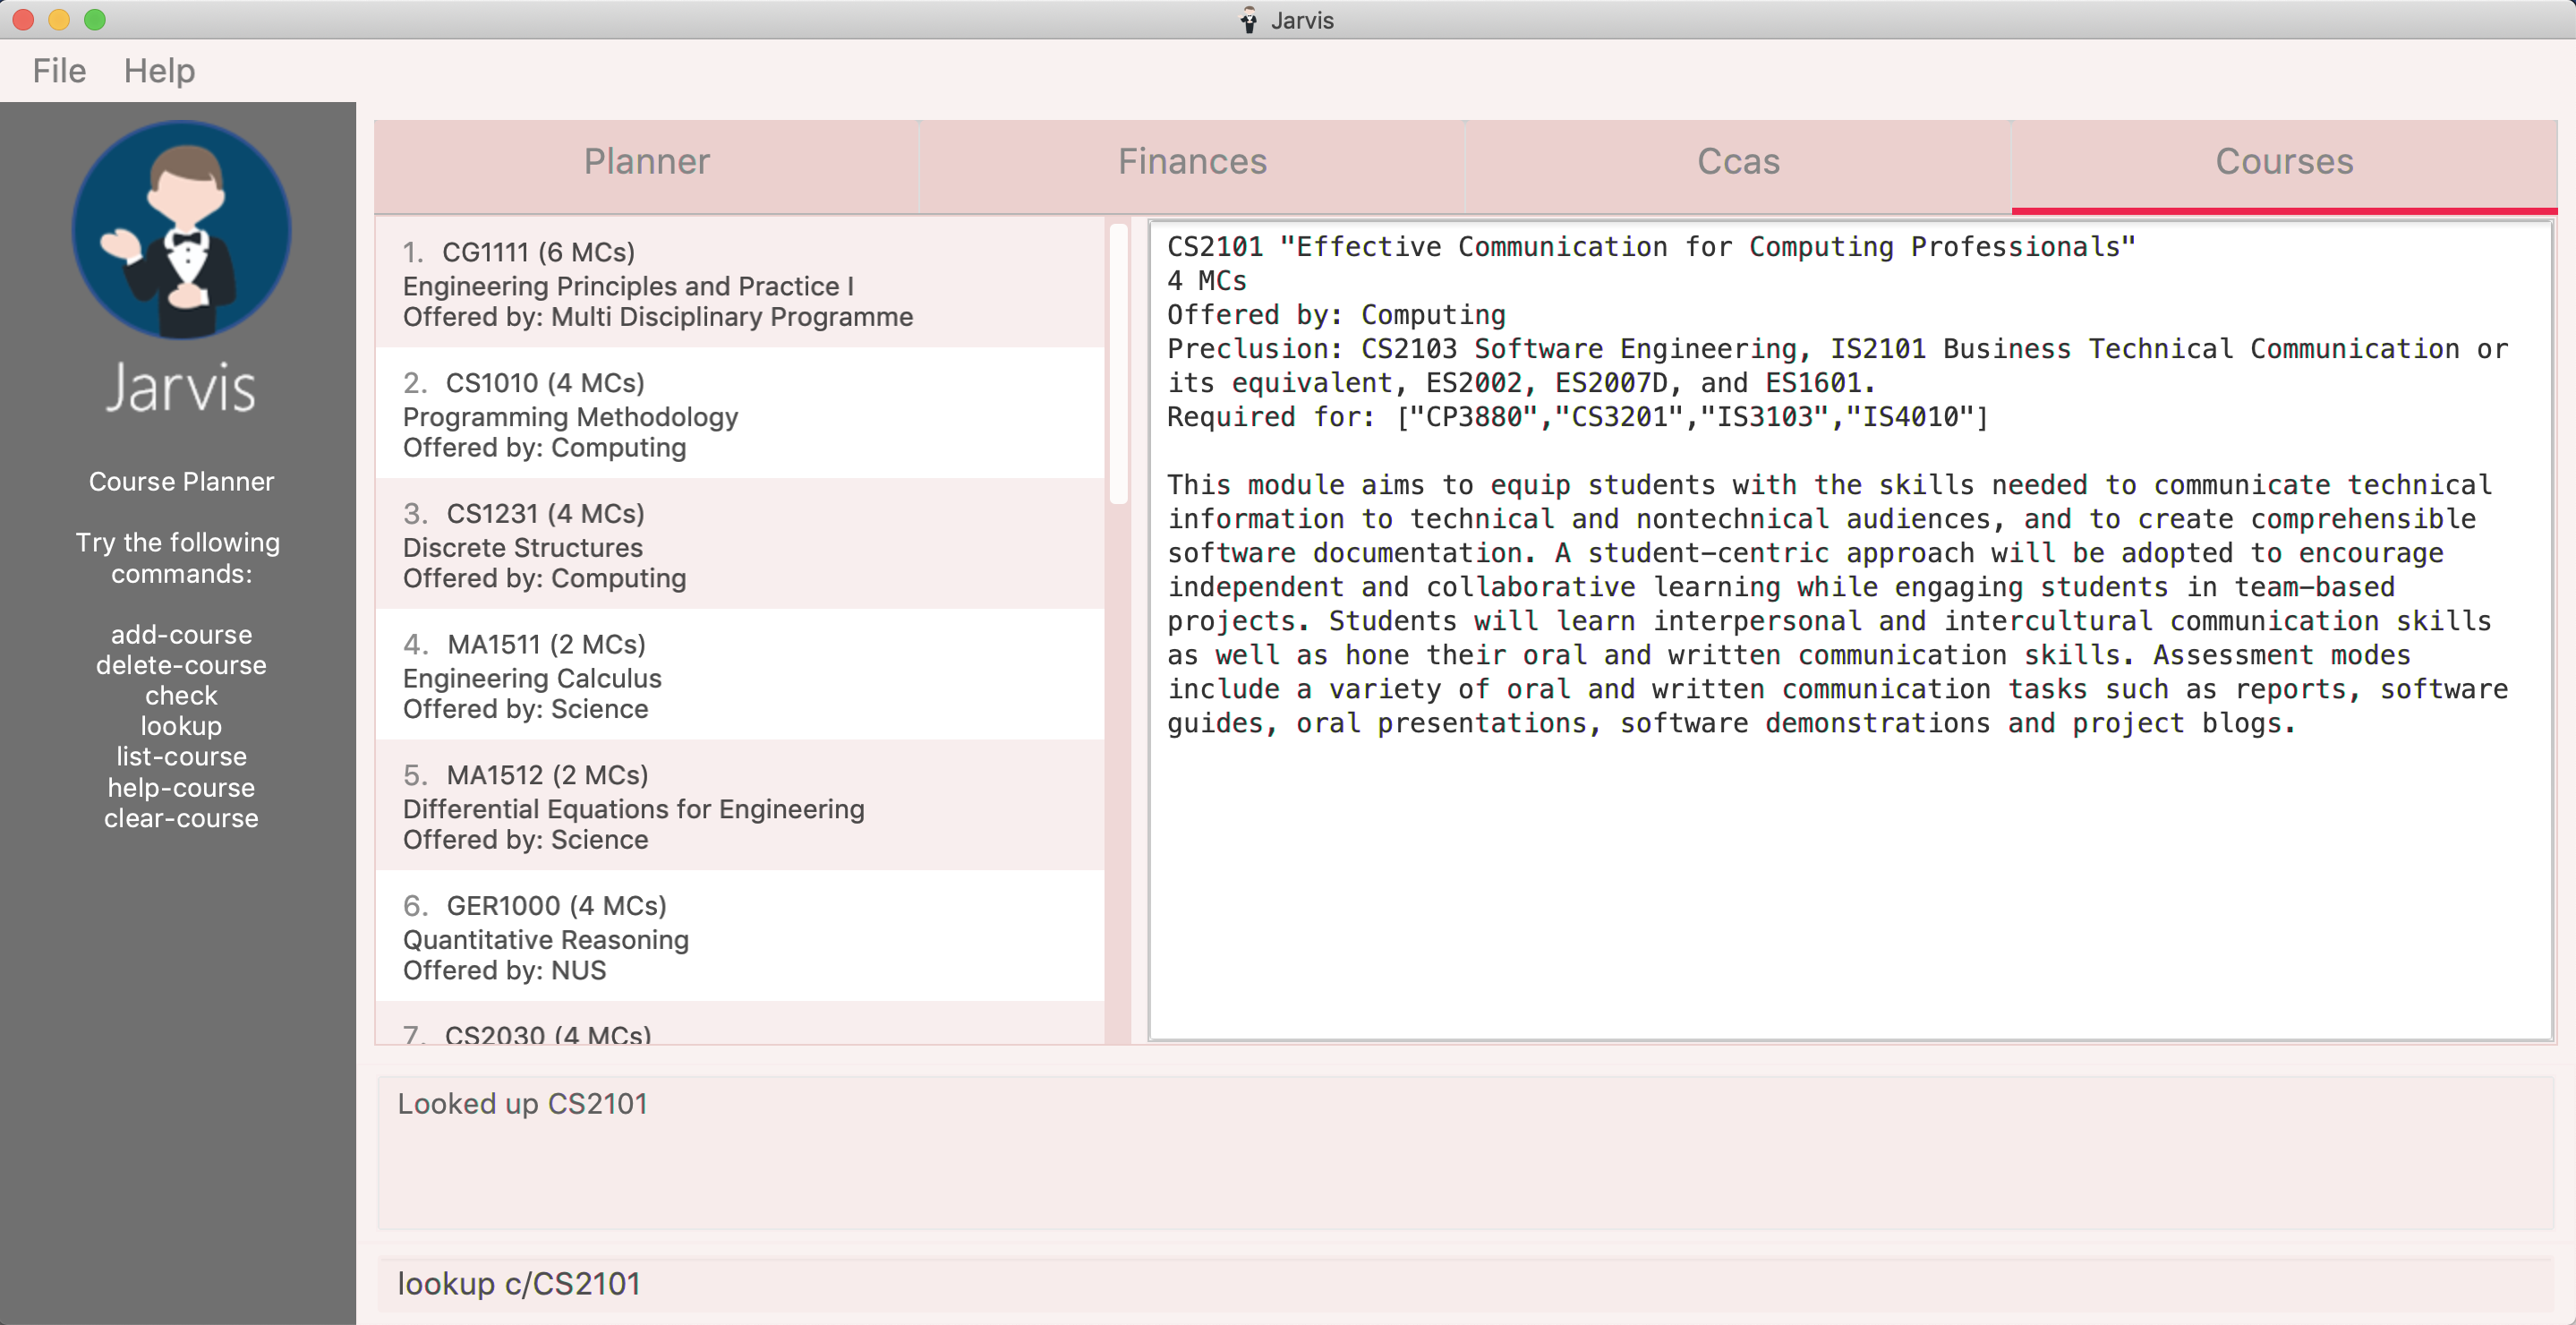 Jarvis
File Help
Jarvis
Course Planner
Try the following
commands:
add-course
delete-course
check
lookup
list-course
help-course
clear-course
Planner Finances Ccas Courses
1. CG1111 (6 MCs)
Engineering Principles and Practice I
Offered by: Multi Disciplinary Programme
2. CS1010 (4 MCs)
Programming Methodology
Offered by: Computing
3. CS1231 (4 MCs)
Discrete Structures
Offered by: Computing
4. MA1511 (2 MCs)
Engineering Calculus
Offered by: Science
5. MA1512 (2 MCs)
Differential Equations for Engineering
Offered by: Science
6. GER1000 (4 MCs)
Quantitative Reasoning
Offered by: NUS
7. CS2030 (4 MCs)
CS2101 "Effective Communication for Computing Professionals"
4 MCs
Offered by: Computing
Preclusion: CS2103 Software Engineering, IS2101 Business Technical Communication or
its equivalent, ES2002, ES2007D, and ES1601.
Required for: ["CP3880","CS3201","IS3103","IS4010"]
This module aims to equip students with the skills needed to communicate technical
information to technical and nontechnical audiences, and to create comprehensible
software documentation. A student-centric approach will be adopted to encourage
independent and collaborative learning while engaging students in team-based
projects. Students will learn interpersonal and intercultural communication skills
as well as hone their oral and written communication skills. Assessment modes
include a variety of oral and written communication tasks such as reports, software
guides, oral presentations, software demonstrations and project blogs.
Looked up CS2101
lookup c/CS2101